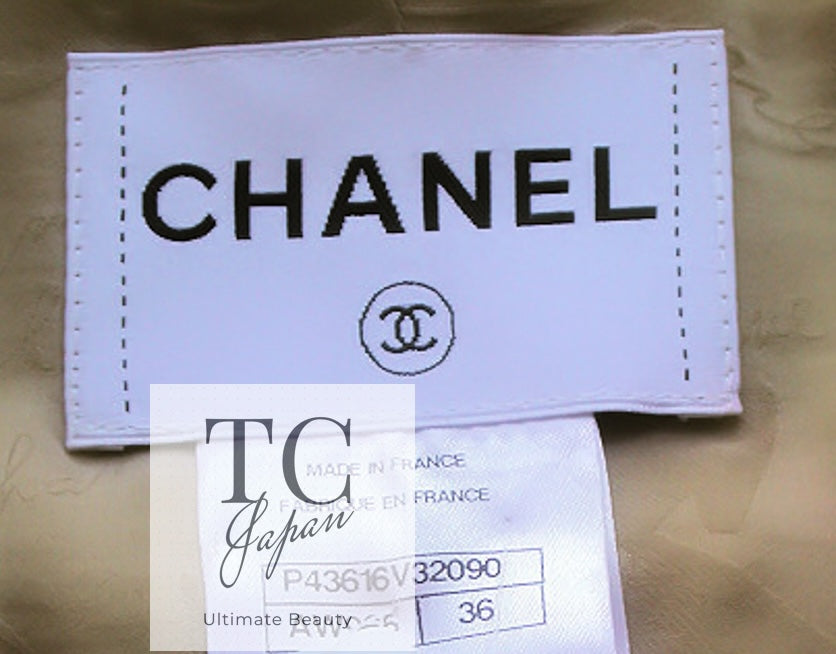 CHANEL
MADE IN FRANCE
FABRIQUE EN FRANCE
P43616V32090
36
TC
Japan
Ultimate Beauty